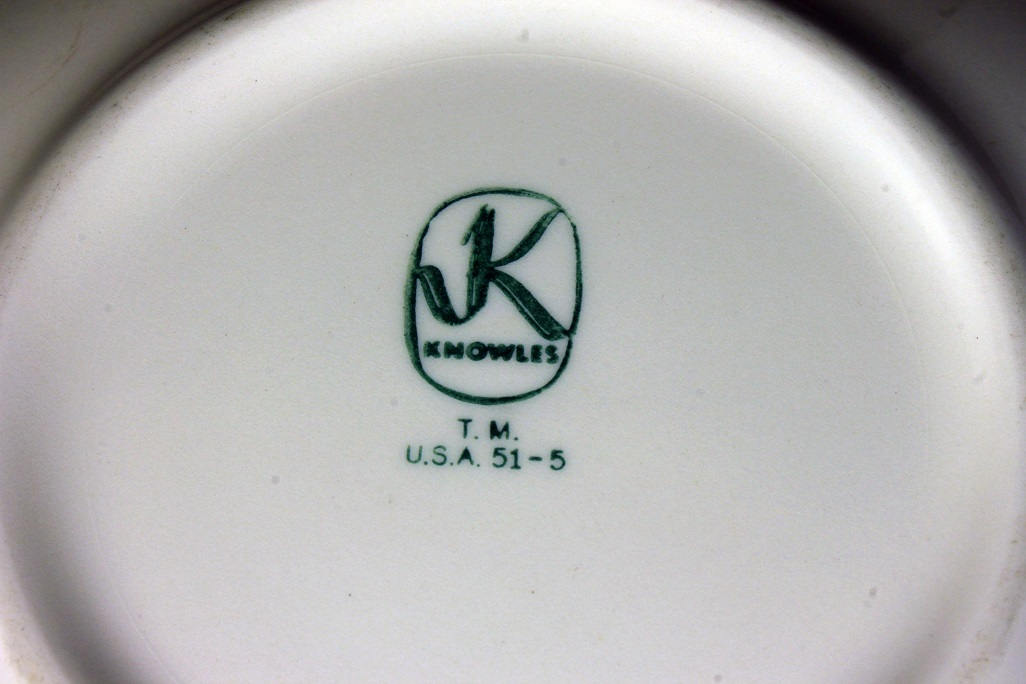 K
KNOWLES
T. M.
U.S.A. 51-5